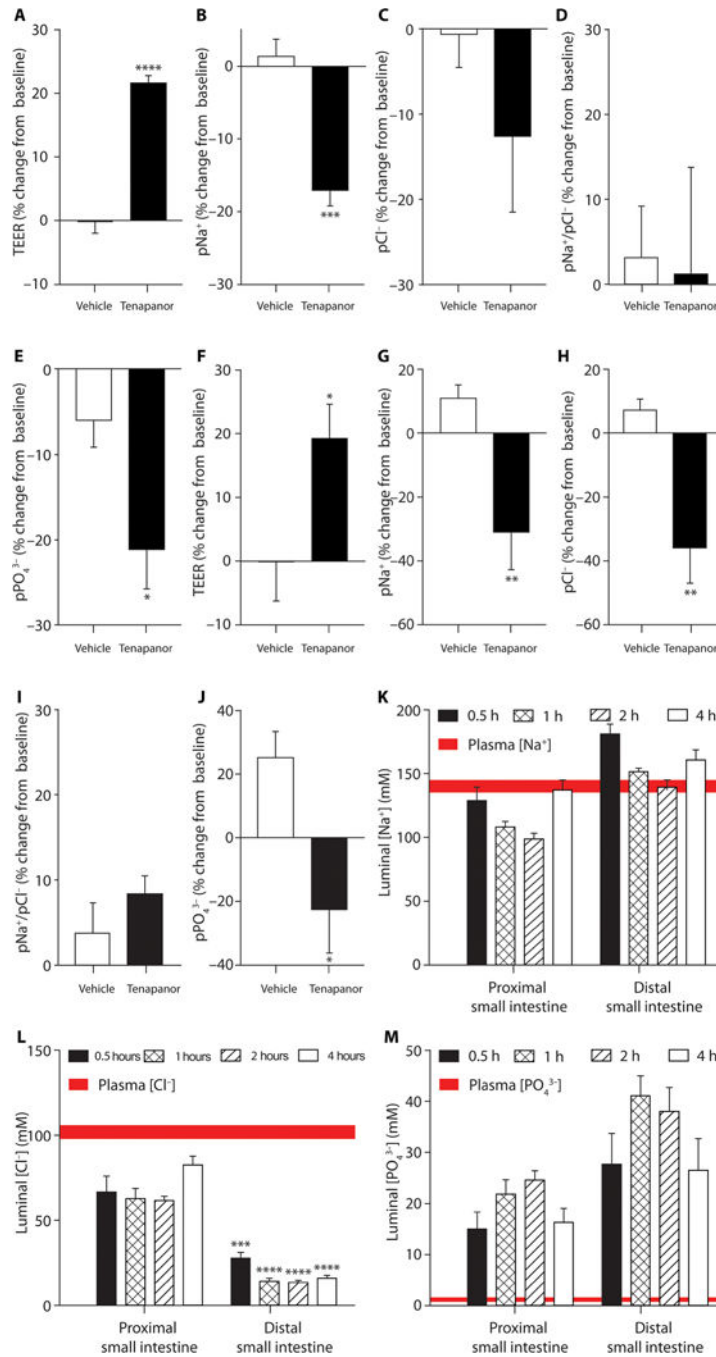 A
TEER (% change from baseline)
30
20
10
0
−10
****
Vehicle
Tenapanor
B
pNa⁺ (% change from baseline)
10
0
−10
−20
−30
***
Vehicle
Tenapanor
C
pCl⁻ (% change from baseline)
0
−10
−20
−30
Vehicle
Tenapanor
D
pNa⁺/pCl⁻ (% change from baseline)
30
20
10
0
Vehicle
Tenapanor
E
pPO₄³⁻ (% change from baseline)
0
−10
−20
−30
*
Vehicle
Tenapanor
F
TEER (% change from baseline)
30
20
10
0
−10
*
Vehicle
Tenapanor
G
pNa⁺ (% change from baseline)
20
0
−20
−40
−60
**
Vehicle
Tenapanor
H
pCl⁻ (% change from baseline)
20
0
−20
−40
−60
**
Vehicle
Tenapanor
I
pNa⁺/pCl⁻ (% change from baseline)
30
20
10
0
Vehicle
Tenapanor
J
pPO₄³⁻ (% change from baseline)
40
20
0
−20
−40
*
Vehicle
Tenapanor
K
0.5 h 1 h 2 h 4 h
Plasma [Na⁺]
Luminal [Na⁺] (mM)
200
150
100
50
0
Proximal
small intestine
Distal
small intestine
L
0.5 hours 1 hours 2 hours 4 hours
Plasma [Cl⁻]
Luminal [Cl⁻] (mM)
150
100
50
0
*** **** **** ****
Proximal
small intestine
Distal
small intestine
M
0.5 h 1 h 2 h 4 h
Plasma [PO₄³⁻]
Luminal [PO₄³⁻] (mM)
50
40
30
20
10
0
Proximal
small intestine
Distal
small intestine